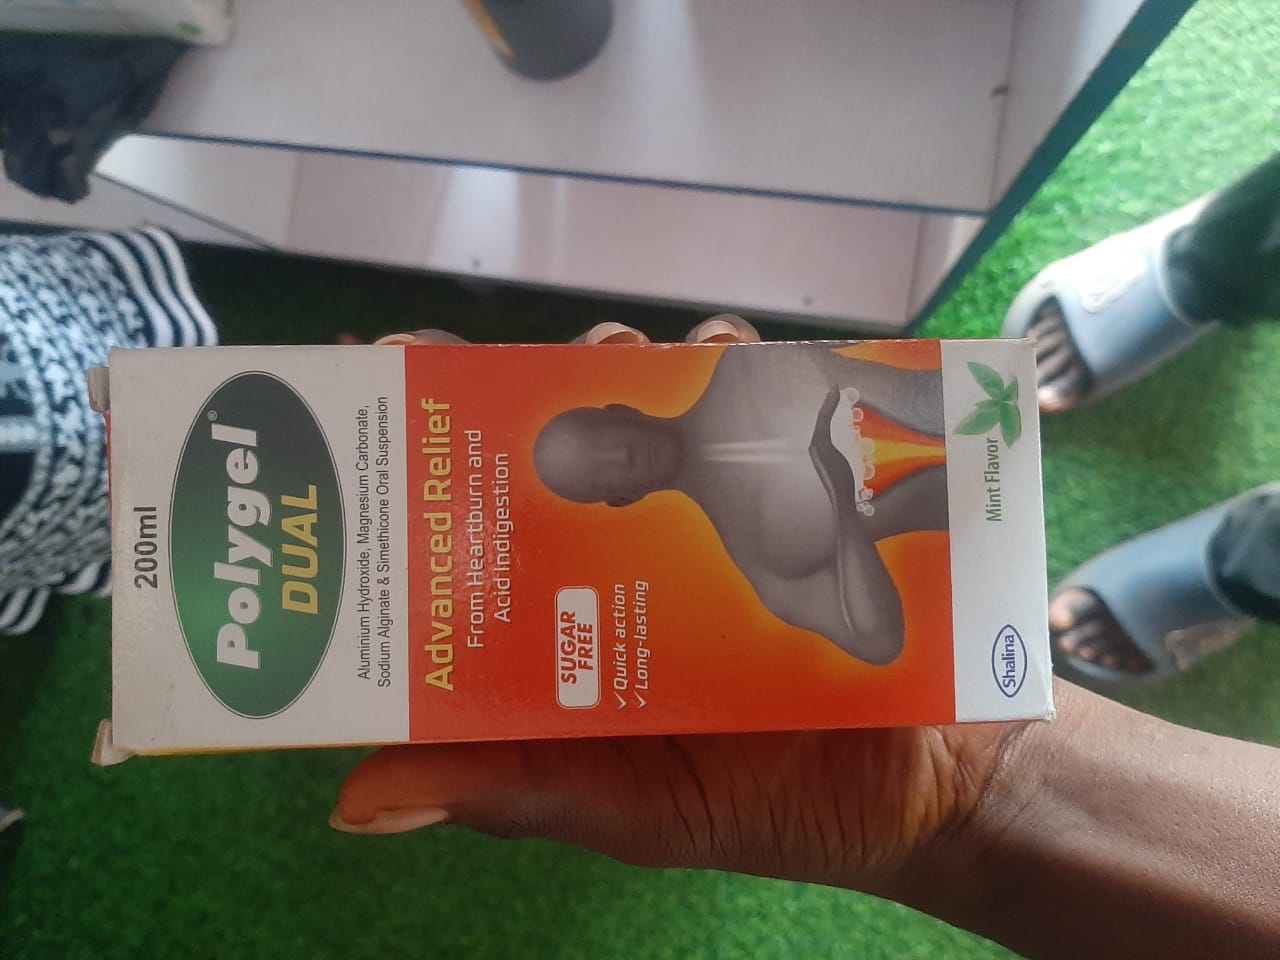 200ml
Polygel®
DUAL
Aluminium Hydroxide, Magnesium Carbonate,
Sodium Alginate & Simethicone Oral Suspension
Advanced Relief
From Heartburn and
Acid Indigestion
SUGAR
FREE
✓ Quick action
✓ Long-lasting
Mint Flavor
Shalina